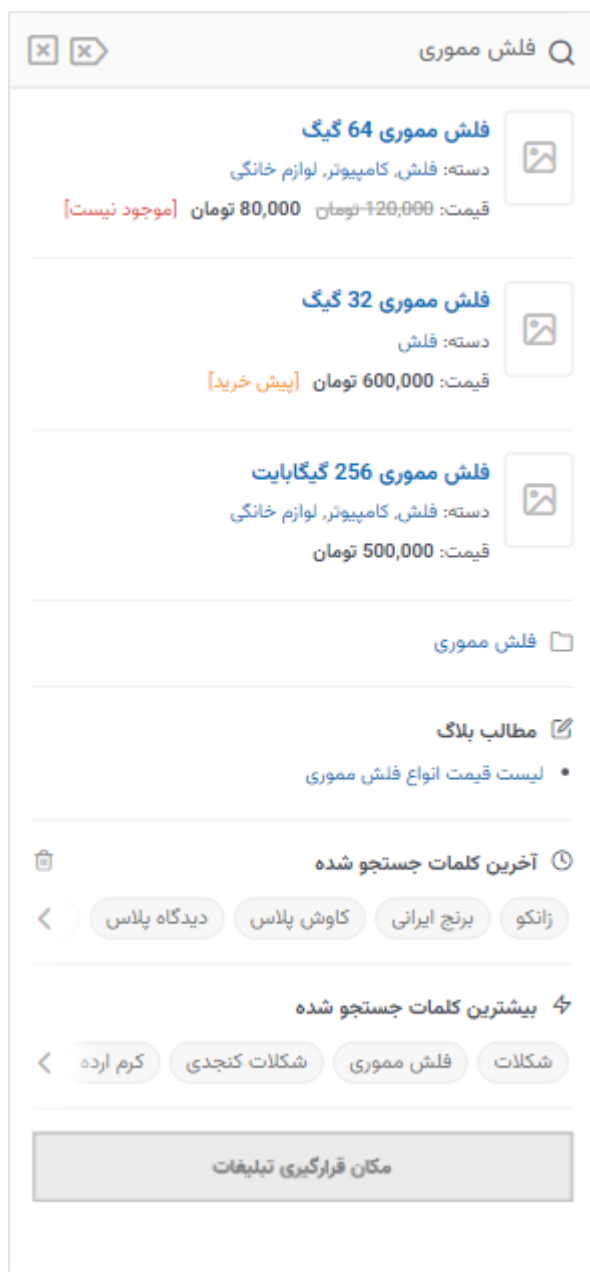 فلش مموری
فلش مموری 64 گیگ
دسته: فلش, کامپیوتر, لوازم خانگی
قیمت: 120,000 تومان 80,000 تومان [موجود نیست]
فلش مموری 32 گیگ
دسته: فلش
قیمت: 600,000 تومان [پیش خرید]
فلش مموری 256 گیگابایت
دسته: فلش, کامپیوتر, لوازم خانگی
قیمت: 500,000 تومان
فلش مموری
مطالب بلاگ
• لیست قیمت انواع فلش مموری
آخرین کلمات جستجو شده
زانکو برنج ایرانی کاوش پلاس دیدگاه پلاس
بیشترین کلمات جستجو شده
شکلات فلش مموری شکلات کنجدی کرم ارده
مکان قرارگیری تبلیغات